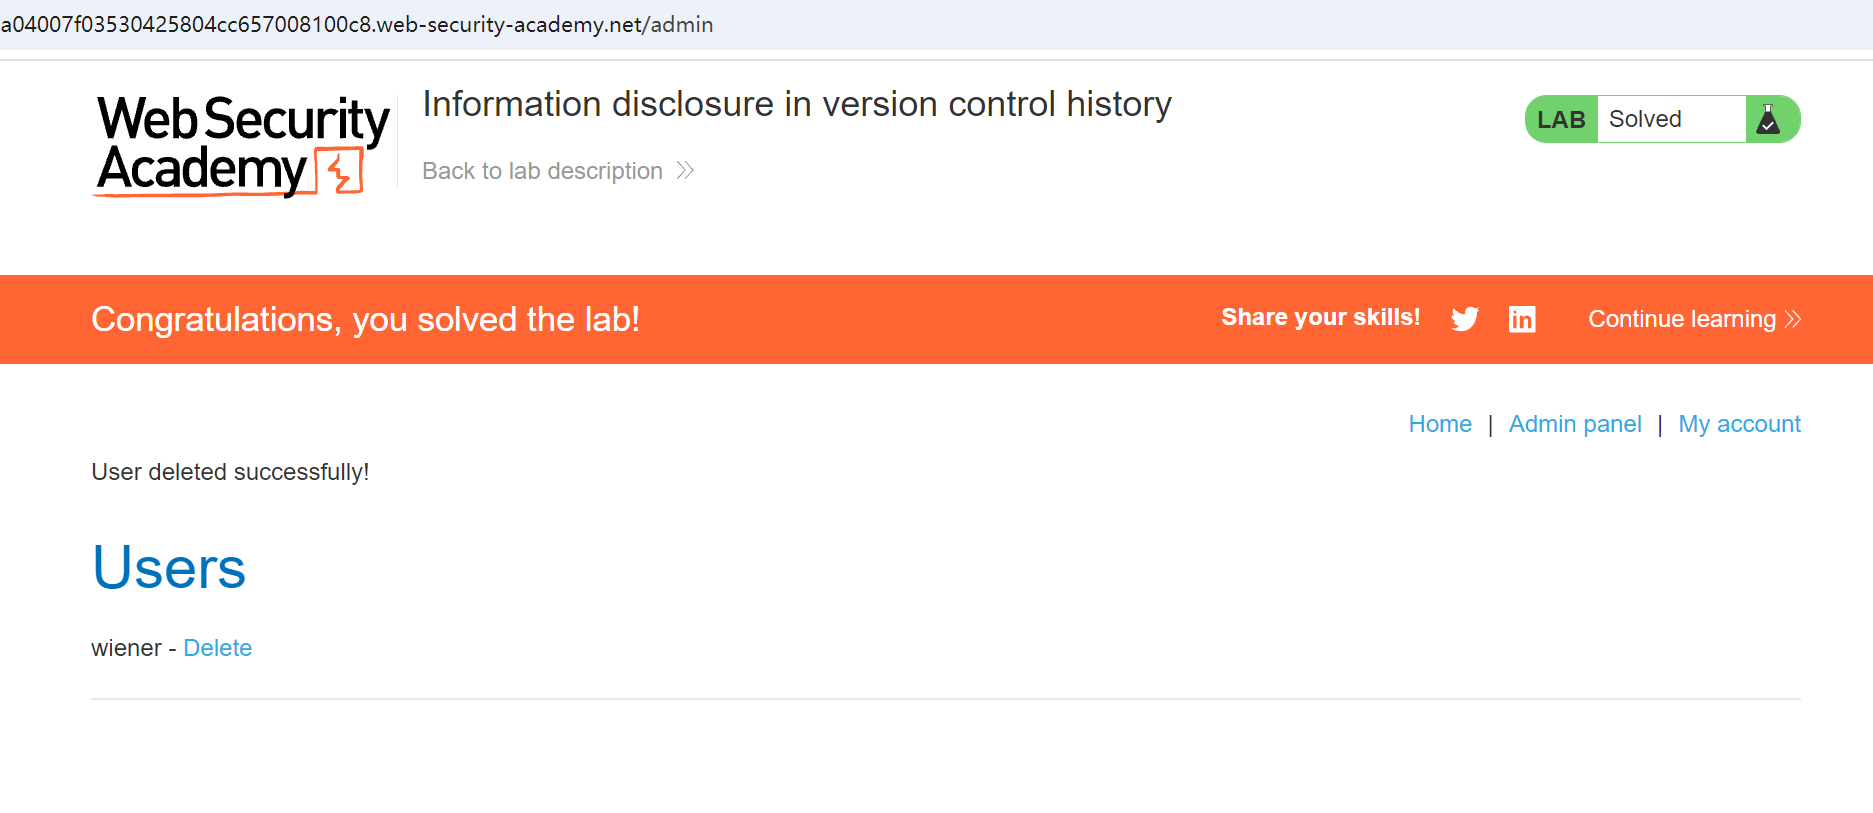 a04007f03530425804cc657008100c8.web-security-academy.net/admin
Web Security
Academy
Information disclosure in version control history
Back to lab description
LAB Solved
Congratulations, you solved the lab!
Share your skills!
Continue learning
Home | Admin panel | My account
User deleted successfully!
Users
wiener - Delete